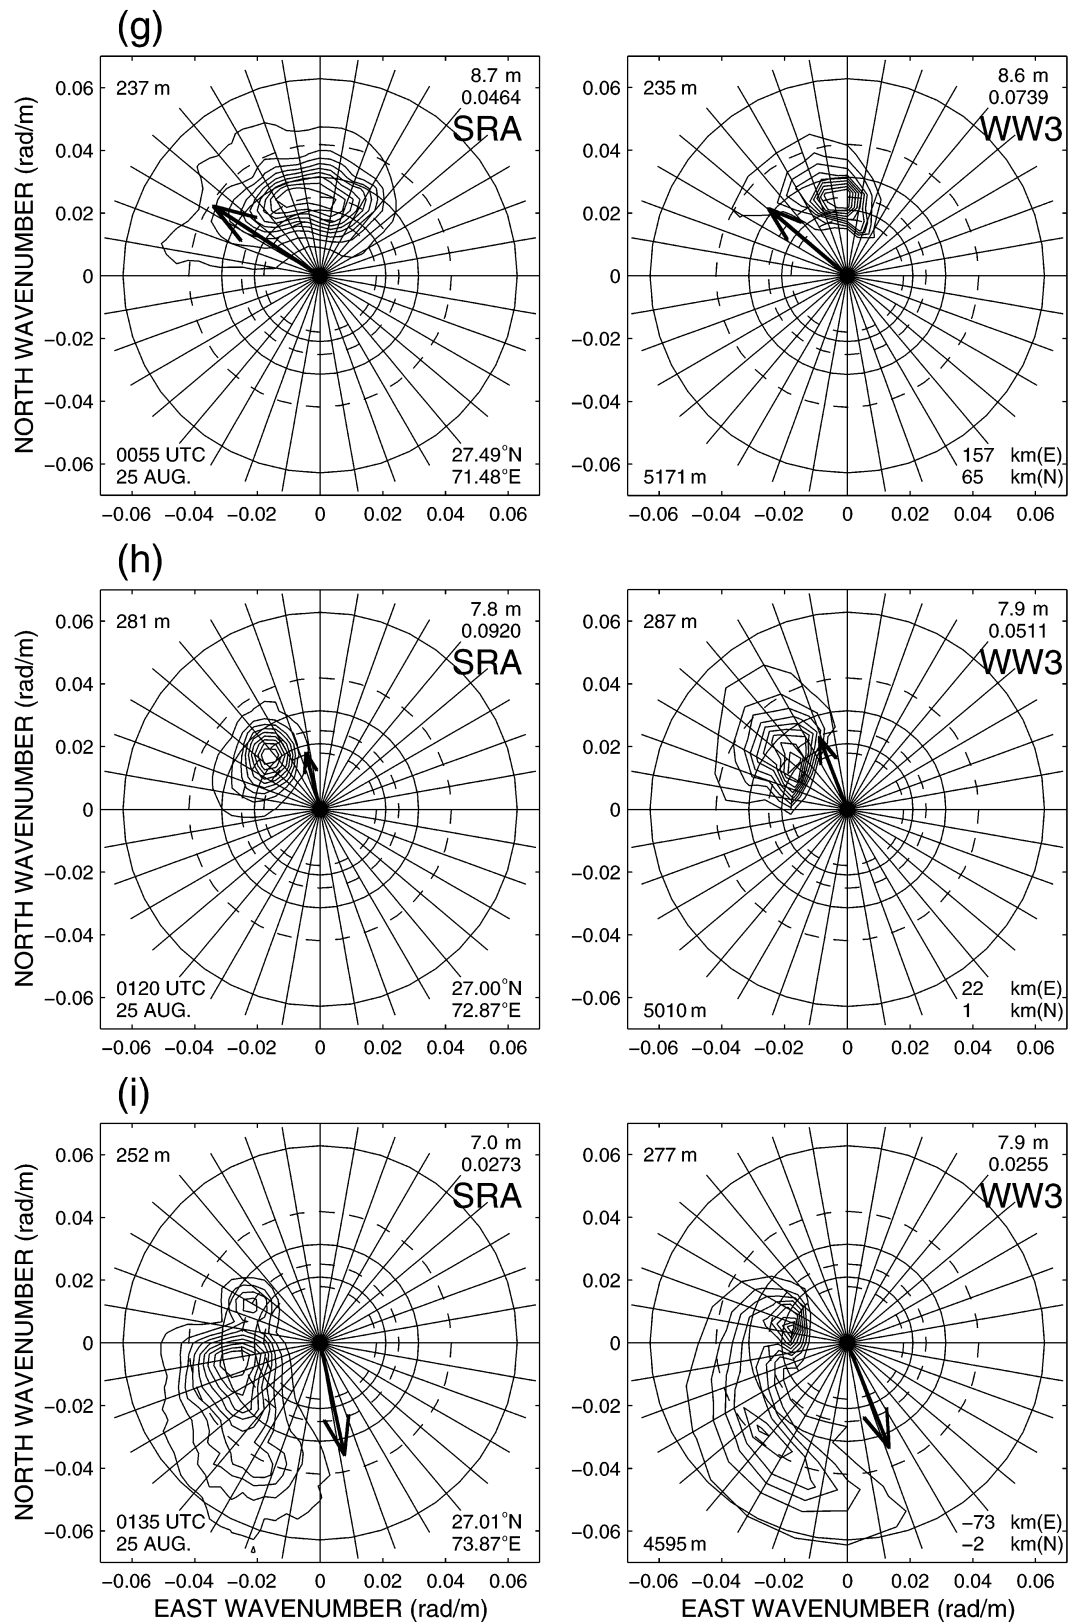 (g)
237 m
8.7 m
0.0464
SRA
0055 UTC
25 AUG.
27.49°N
71.48°E
235 m
8.6 m
0.0739
WW3
5171 m
157 km(E)
65 km(N)
NORTH WAVENUMBER (rad/m)
0.06
0.04
0.02
0
−0.02
−0.04
−0.06
−0.06 −0.04 −0.02 0 0.02 0.04 0.06
0.06
0.04
0.02
0
−0.02
−0.04
−0.06
−0.06 −0.04 −0.02 0 0.02 0.04 0.06
(h)
281 m
7.8 m
0.0920
SRA
0120 UTC
25 AUG.
27.00°N
72.87°E
287 m
7.9 m
0.0511
WW3
5010 m
22 km(E)
1 km(N)
NORTH WAVENUMBER (rad/m)
0.06
0.04
0.02
0
−0.02
−0.04
−0.06
−0.06 −0.04 −0.02 0 0.02 0.04 0.06
0.06
0.04
0.02
0
−0.02
−0.04
−0.06
−0.06 −0.04 −0.02 0 0.02 0.04 0.06
(i)
252 m
7.0 m
0.0273
SRA
0135 UTC
25 AUG.
27.01°N
73.87°E
277 m
7.9 m
0.0255
WW3
4595 m
−73 km(E)
−2 km(N)
NORTH WAVENUMBER (rad/m)
0.06
0.04
0.02
0
−0.02
−0.04
−0.06
−0.06 −0.04 −0.02 0 0.02 0.04 0.06
EAST WAVENUMBER (rad/m)
0.06
0.04
0.02
0
−0.02
−0.04
−0.06
−0.06 −0.04 −0.02 0 0.02 0.04 0.06
EAST WAVENUMBER (rad/m)